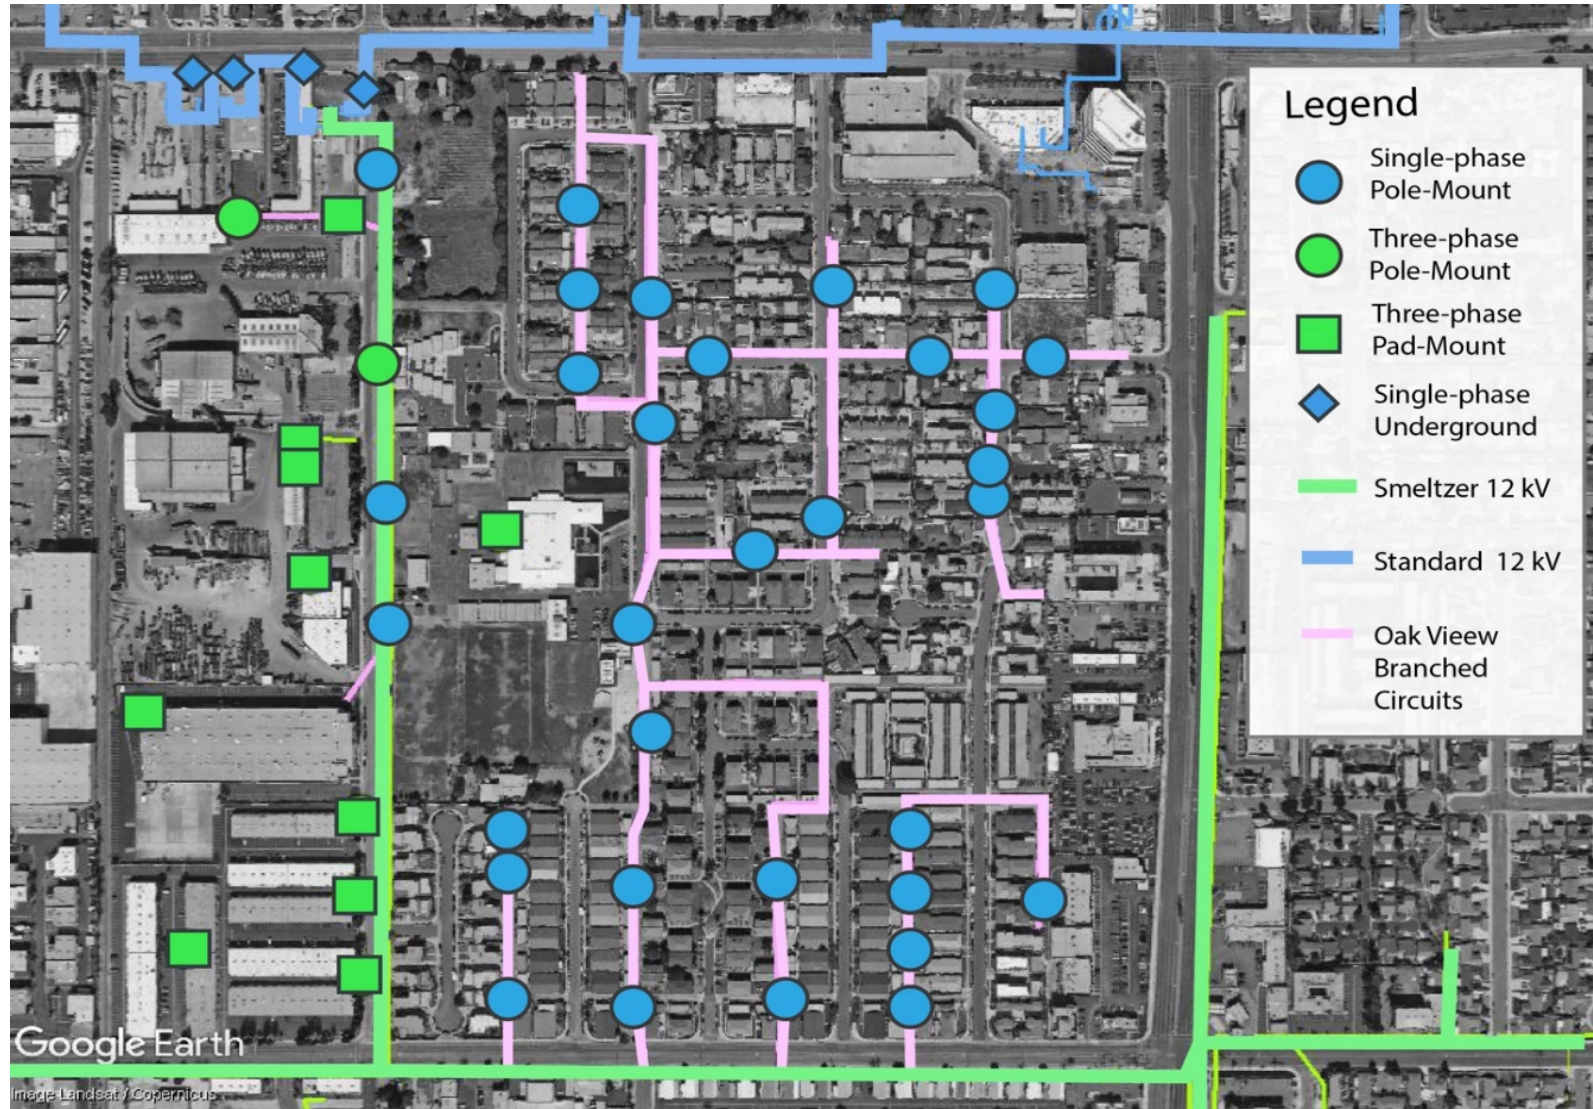 Legend
Single-phase
Pole-Mount
Three-phase
Pole-Mount
Three-phase
Pad-Mount
Single-phase
Underground
Smeltzer 12 kV
Standard 12 kV
Oak Vieew
Branched
Circuits
Google Earth
Image Landsat / Copernicus